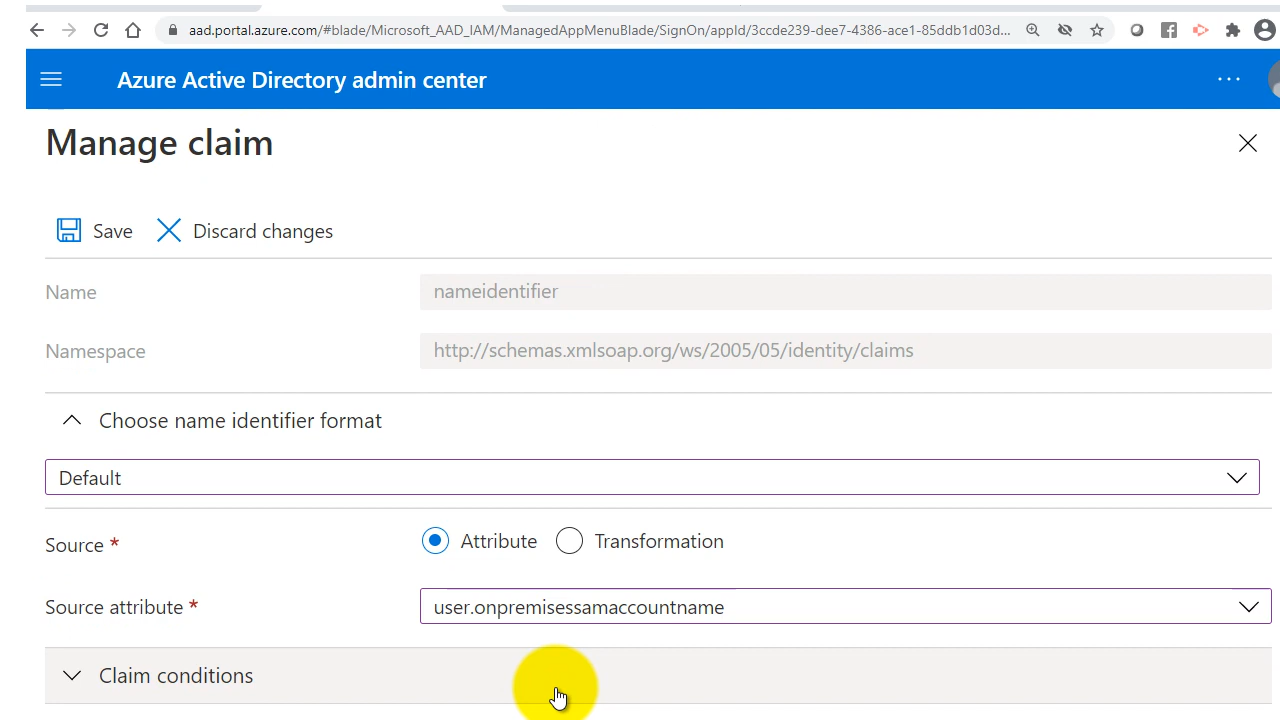 aad.portal.azure.com/#blade/Microsoft_AAD_IAM/ManagedAppMenuBlade/SignOn/appId/3ccde239-dee7-4386-ace1-85ddb1d03d...
Azure Active Directory admin center
Manage claim
Save Discard changes
Name nameidentifier
Namespace http://schemas.xmlsoap.org/ws/2005/05/identity/claims
Choose name identifier format
Default
Source * Attribute Transformation
Source attribute * user.onpremisessamaccountname
Claim conditions